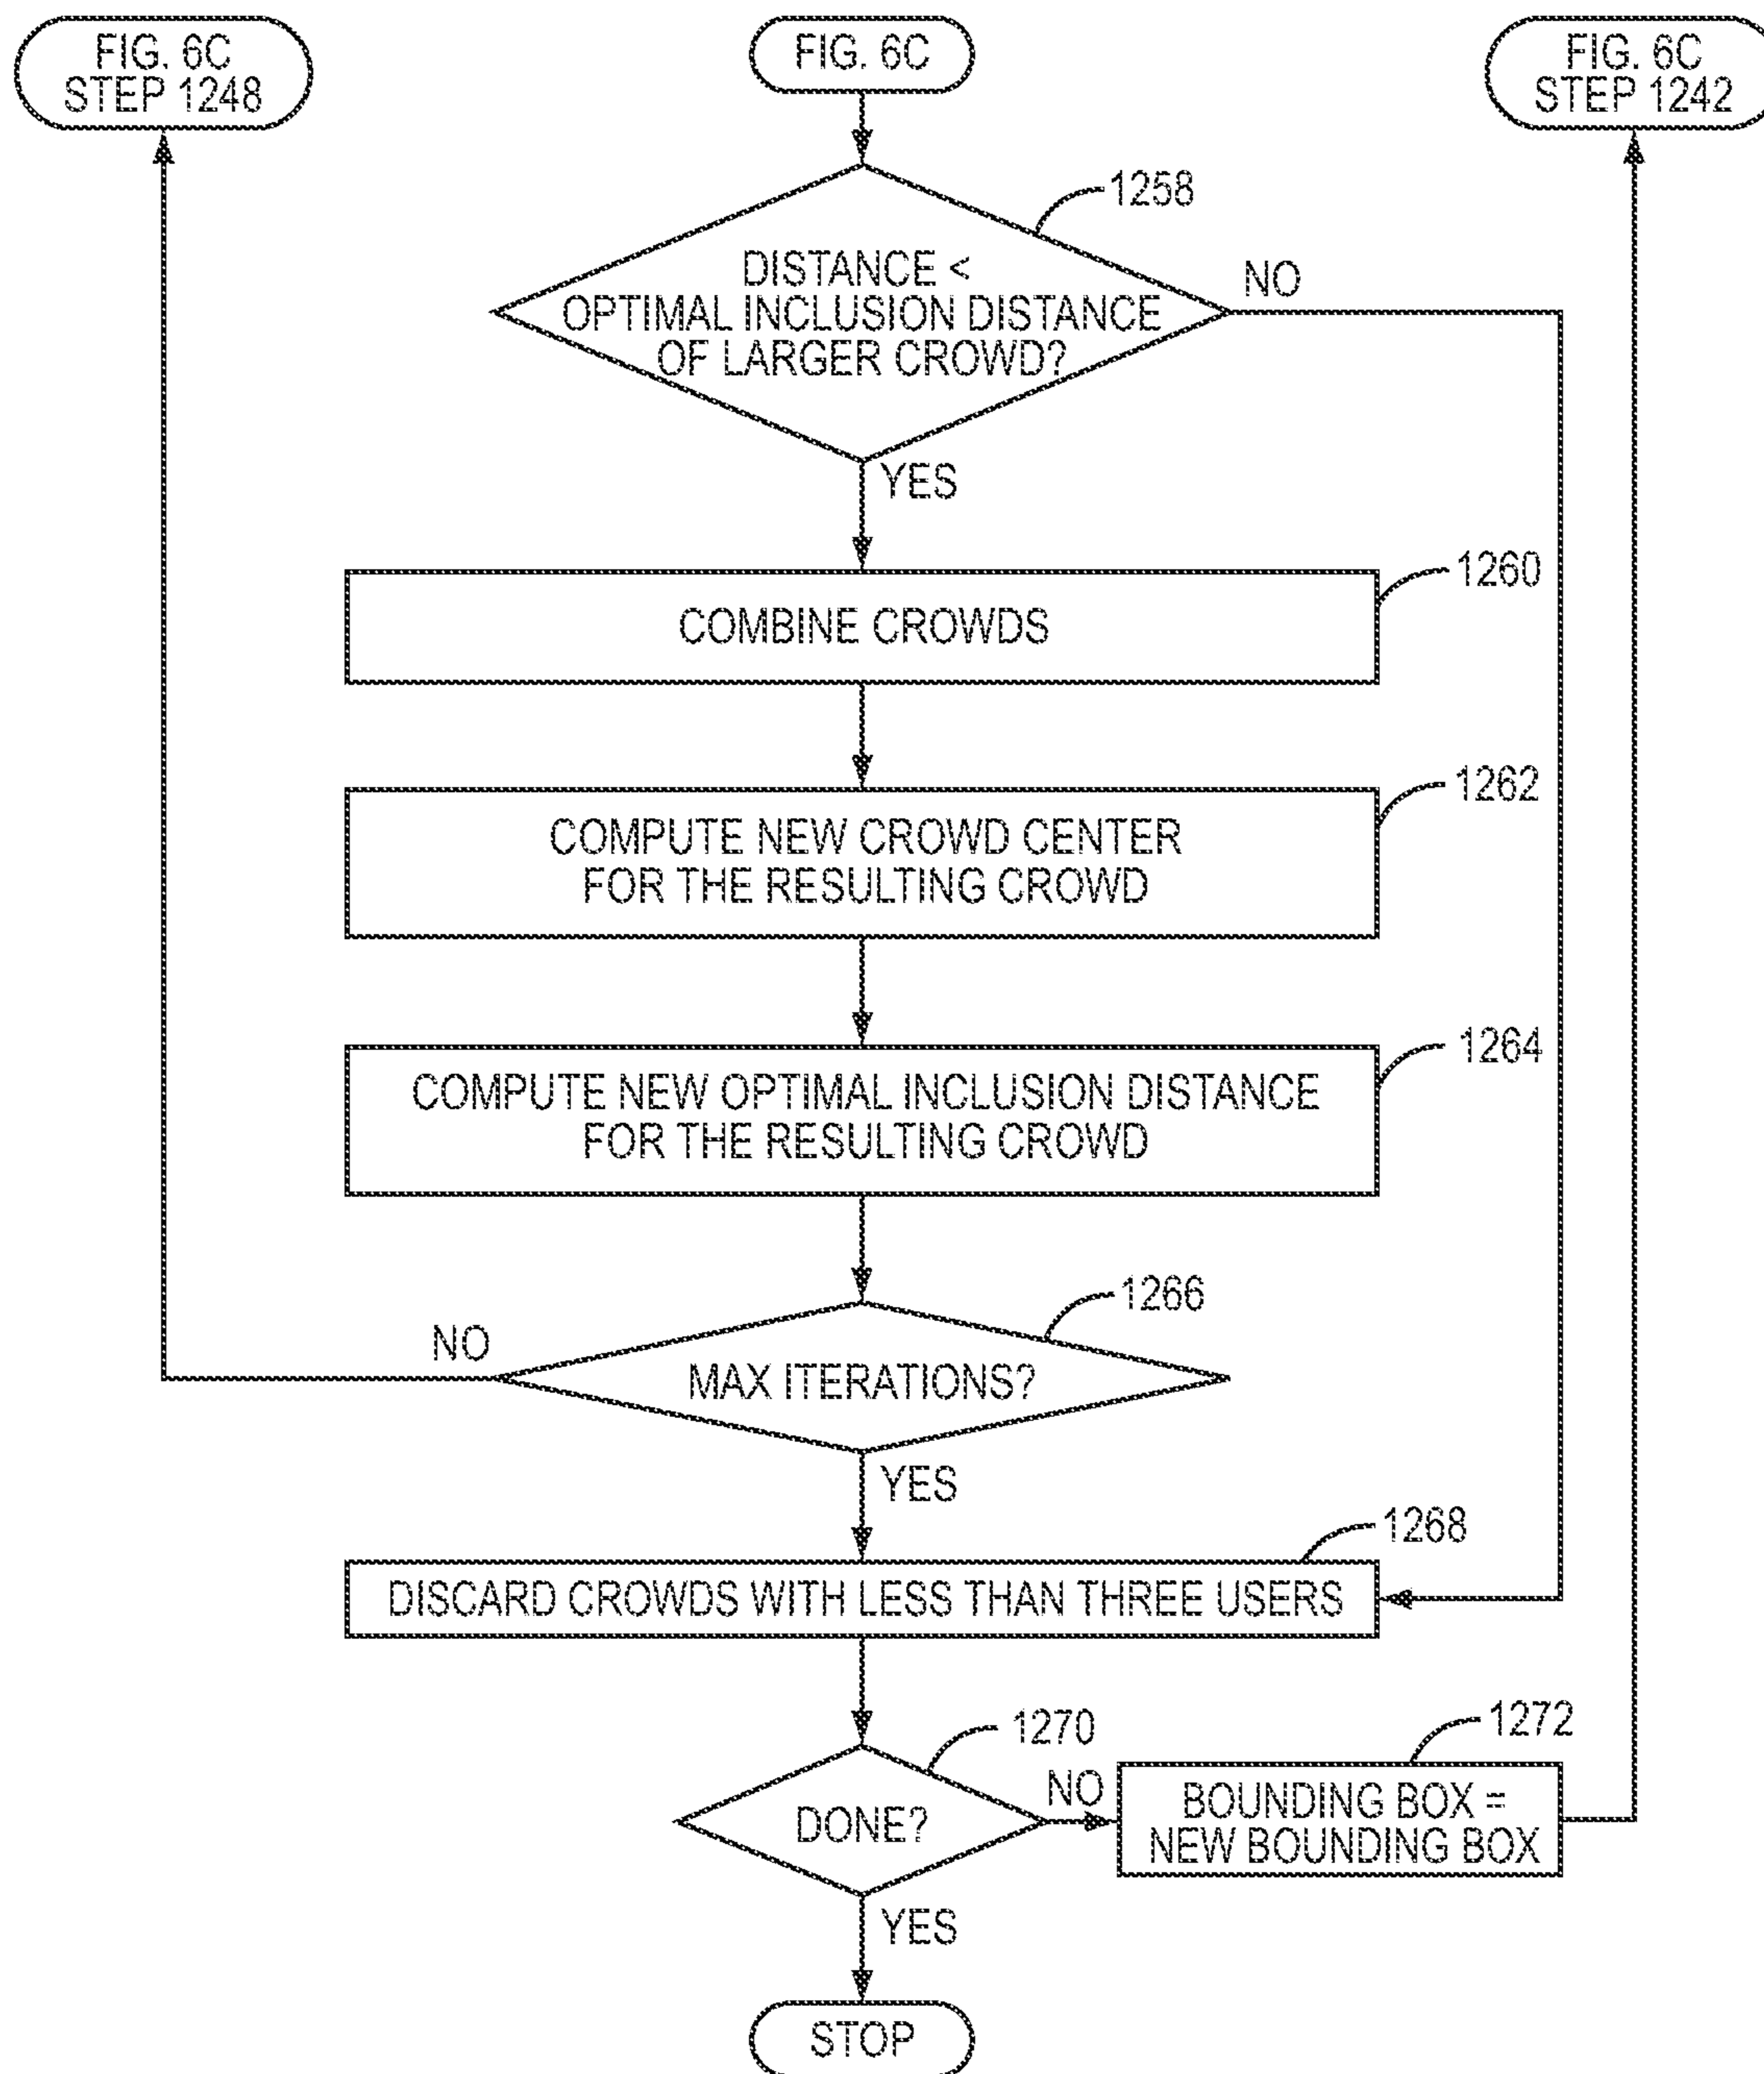 FIG. 6C
STEP 1248
FIG. 6C
FIG. 6C
STEP 1242
1258
DISTANCE <
OPTIMAL INCLUSION DISTANCE
OF LARGER CROWD?
NO
YES
1260
COMBINE CROWDS
1262
COMPUTE NEW CROWD CENTER
FOR THE RESULTING CROWD
1264
COMPUTE NEW OPTIMAL INCLUSION DISTANCE
FOR THE RESULTING CROWD
1266
NO
MAX ITERATIONS?
YES
1268
DISCARD CROWDS WITH LESS THAN THREE USERS
1270
1272
NO
DONE?
BOUNDING BOX =
NEW BOUNDING BOX
YES
STOP